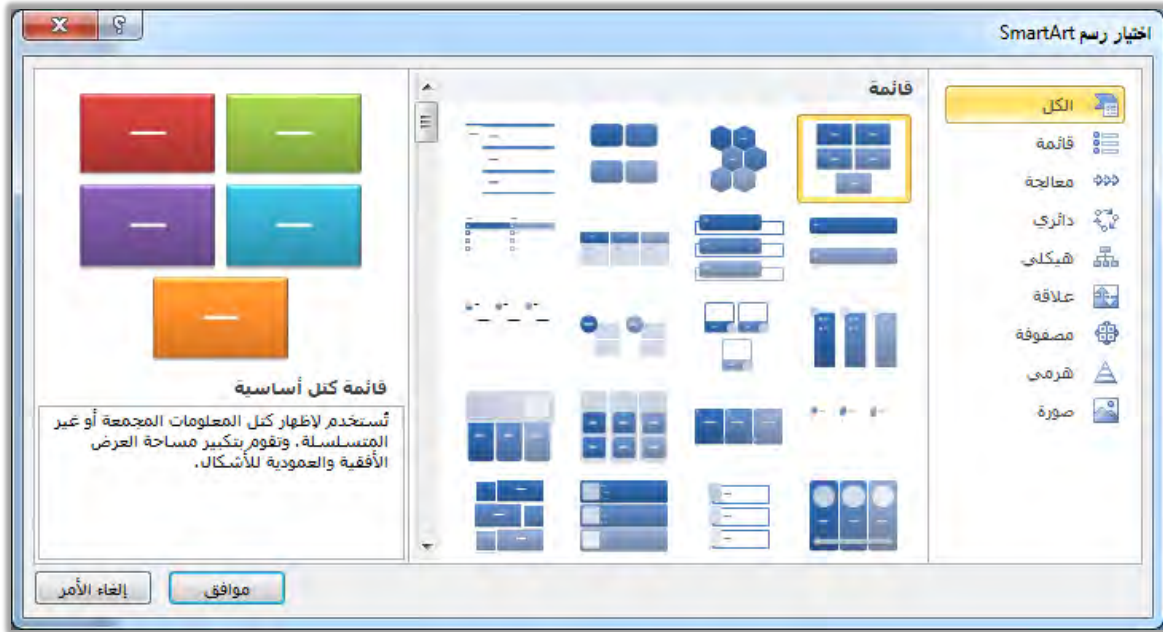 اختيار رسم SmartArt
الكل
قائمة
معالجة
دائري
هيكلي
علاقة
مصفوفة
هرمي
صورة
قائمة
قائمة كتل أساسية
تُستخدم لإظهار كتل المعلومات المجمعة أو غير
المتسلسلة. وتقوم بتكبير مساحة العرض
الأفقية والعمودية للأشكال.
موافق
إلغاء الأمر